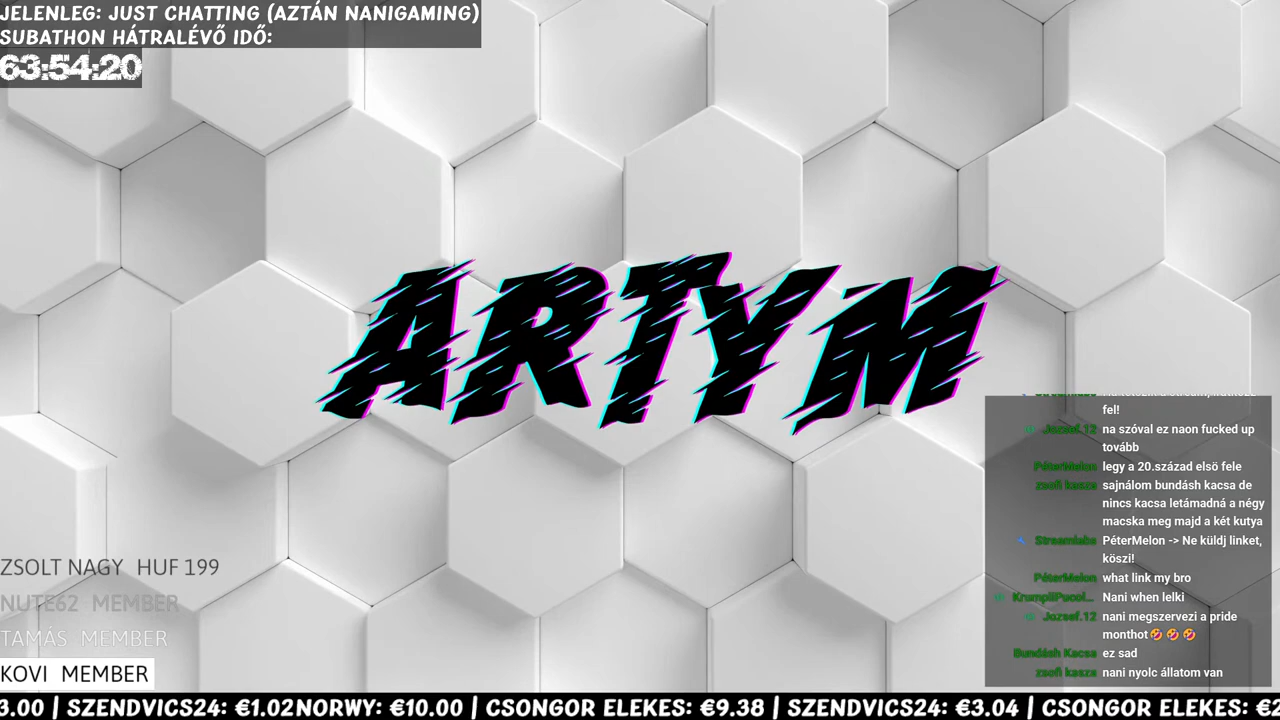 JELENLEG: JUST CHATTING (AZTÁN NANIGAMING)
SUBATHON HÁTRALÉVŐ IDŐ:
63:54:20
ARTYM
fel!
Jozsef.12 na szóval ez naon fucked up
tovább
PéterMelon legy a 20.század elsö fele
zsofi kasza sajnálom bundásh kacsa de
nincs kacsa letámadná a négy
macska meg majd a két kutya
Streamlabs PéterMelon -> Ne küldj linket,
köszi!
PéterMelon what link my bro
KrumpliPucol... Nani when lelki
Jozsef.12 nani megszervezi a pride
monthot🤣🤣🤣
Bundásh Kacsa ez sad
zsofi kasza nani nyolc állatom van
ZSOLT NAGY HUF 199
NUTE62 MEMBER
TAMÁS MEMBER
KOVI MEMBER
3.00 | SZENDVICS24: €1.02NORWY: €10.00 | CSONGOR ELEKES: €9.38 | SZENDVICS24: €3.04 | CSONGOR ELEKES: €2